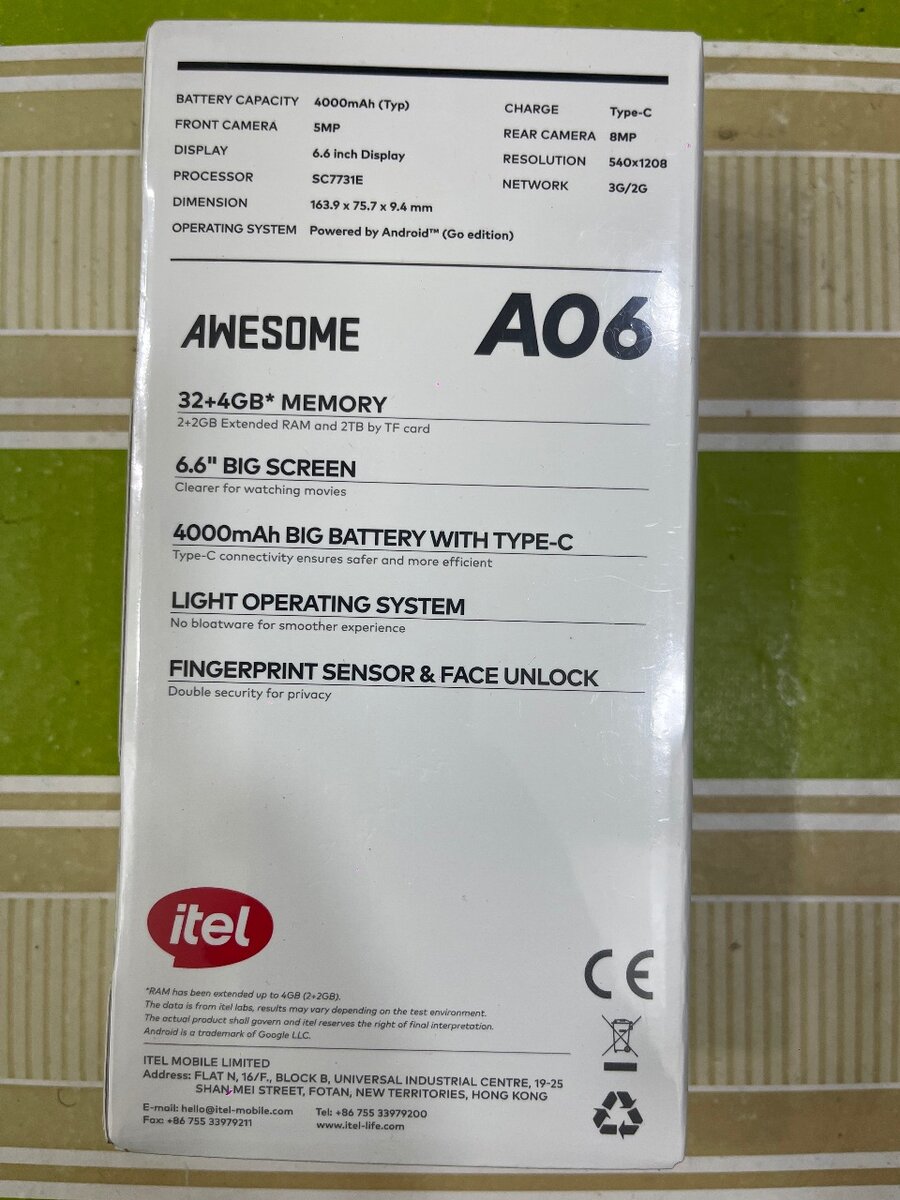 BATTERY CAPACITY 4000mAh (Typ)
FRONT CAMERA 5MP
DISPLAY 6.6 inch Display
PROCESSOR SC7731E
DIMENSION 163.9 x 75.7 x 9.4 mm
OPERATING SYSTEM Powered by Android™ (Go edition)
CHARGE Type-C
REAR CAMERA 8MP
RESOLUTION 540x1208
NETWORK 3G/2G
AWESOME A06
32+4GB* MEMORY
2+2GB Extended RAM and 2TB by TF card
6.6" BIG SCREEN
Clearer for watching movies
4000mAh BIG BATTERY WITH TYPE-C
Type-C connectivity ensures safer and more efficient
LIGHT OPERATING SYSTEM
No bloatware for smoother experience
FINGERPRINT SENSOR & FACE UNLOCK
Double security for privacy
itel
CE
*RAM has been extended up to 4GB (2+2GB).
The data is from itel labs, results may vary depending on the test environment.
The actual product shall govern and itel reserves the right of final interpretation.
Android is a trademark of Google LLC.
ITEL MOBILE LIMITED
Address: FLAT N, 16/F., BLOCK B, UNIVERSAL INDUSTRIAL CENTRE, 19-25
SHAN MEI STREET, FOTAN, NEW TERRITORIES, HONG KONG
E-mail: hello@itel-mobile.com Tel: +86 755 33979200
Fax: +86 755 33979211 www.itel-life.com